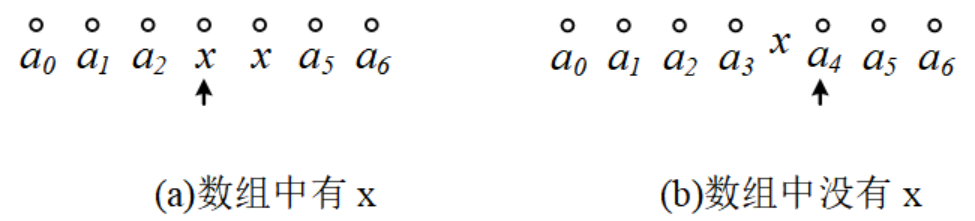 a₀ a₁ a₂ x x a₅ a₆
a₀ a₁ a₂ a₃ x a₄ a₅ a₆
(a)数组中有 x
(b)数组中没有 x